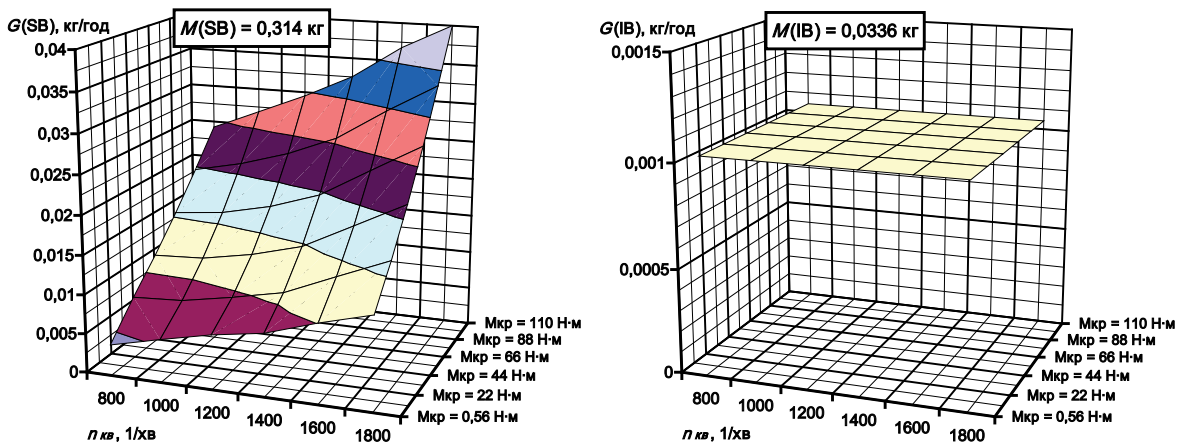 G(SB), кг/год
M(SB) = 0,314 кг
0,04
0,035
0,03
0,025
0,02
0,015
0,01
0,005
0
800
1000
1200
1400
1600
1800
n кв, 1/хв
Мкр = 110 Н·м
Мкр = 88 Н·м
Мкр = 66 Н·м
Мкр = 44 Н·м
Мкр = 22 Н·м
Мкр = 0,56 Н·м
G(IB), кг/год
M(IB) = 0,0336 кг
0,0015
0,001
0,0005
0
800
1000
1200
1400
1600
1800
n кв, 1/хв
Мкр = 110 Н·м
Мкр = 88 Н·м
Мкр = 66 Н·м
Мкр = 44 Н·м
Мкр = 22 Н·м
Мкр = 0,56 Н·м